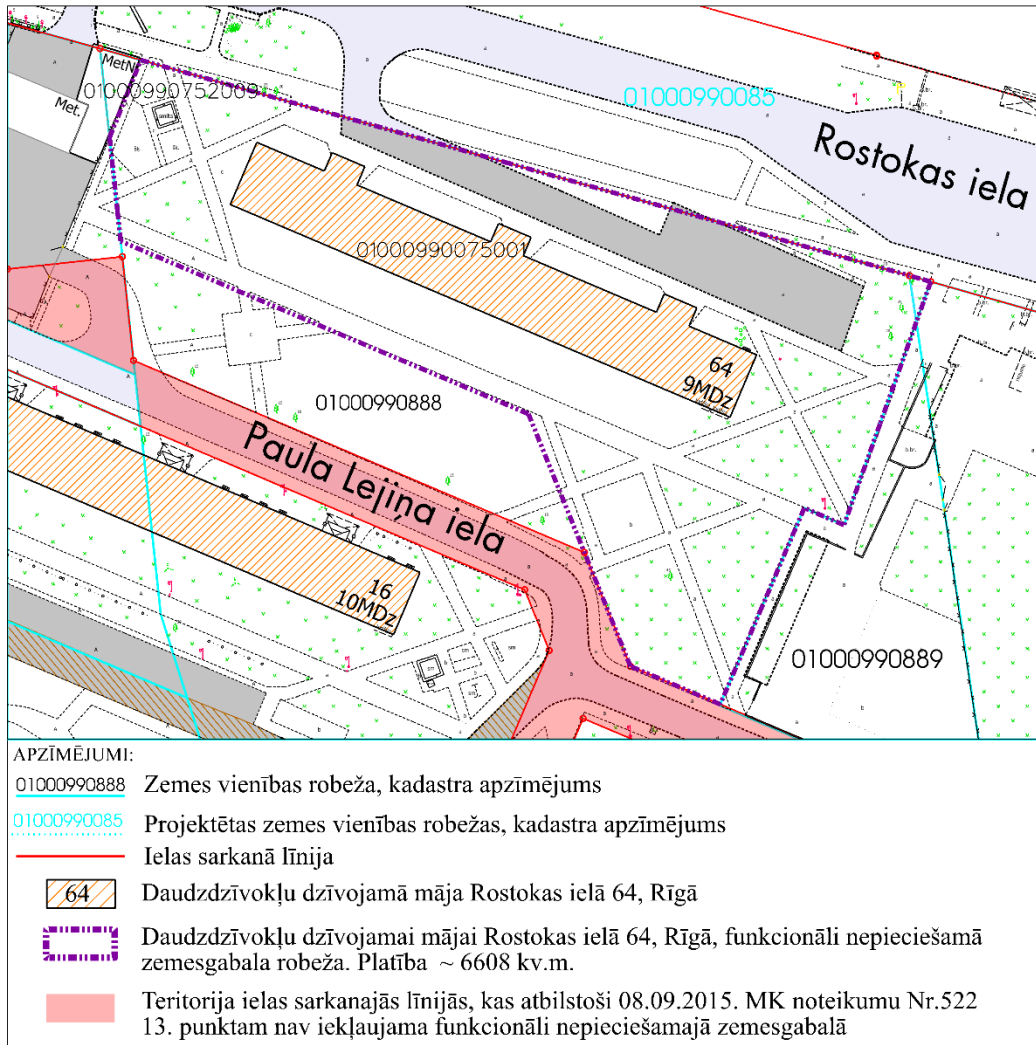 MetN
01000990752009
Met.
01000990085
Rostokas iela
01000990075001
64
9MDz
01000990888
Paula Lejiņa iela
16
10MDz
01000990889
APZĪMĒJUMI:
01000990888 Zemes vienības robeža, kadastra apzīmējums
01000990085 Projektētas zemes vienības robežas, kadastra apzīmējums
Ielas sarkanā līnija
64 Daudzdzīvokļu dzīvojamā māja Rostokas ielā 64, Rīgā
Daudzdzīvokļu dzīvojamai mājai Rostokas ielā 64, Rīgā, funkcionāli nepieciešamā
zemesgabala robeža. Platība ~ 6608 kv.m.
Teritorija ielas sarkanajās līnijās, kas atbilstoši 08.09.2015. MK noteikumu Nr.522
13. punktam nav iekļaujama funkcionāli nepieciešamajā zemesgabalā